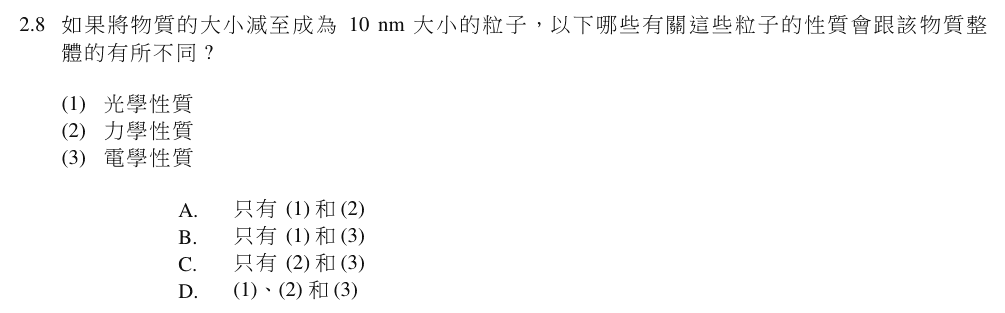 2.8 如果將物質的大小減至成為 10 nm 大小的粒子，以下哪些有關這些粒子的性質會跟該物質整
體的有所不同？
(1) 光學性質
(2) 力學性質
(3) 電學性質
A. 只有 (1) 和 (2)
B. 只有 (1) 和 (3)
C. 只有 (2) 和 (3)
D. (1)、(2) 和 (3)